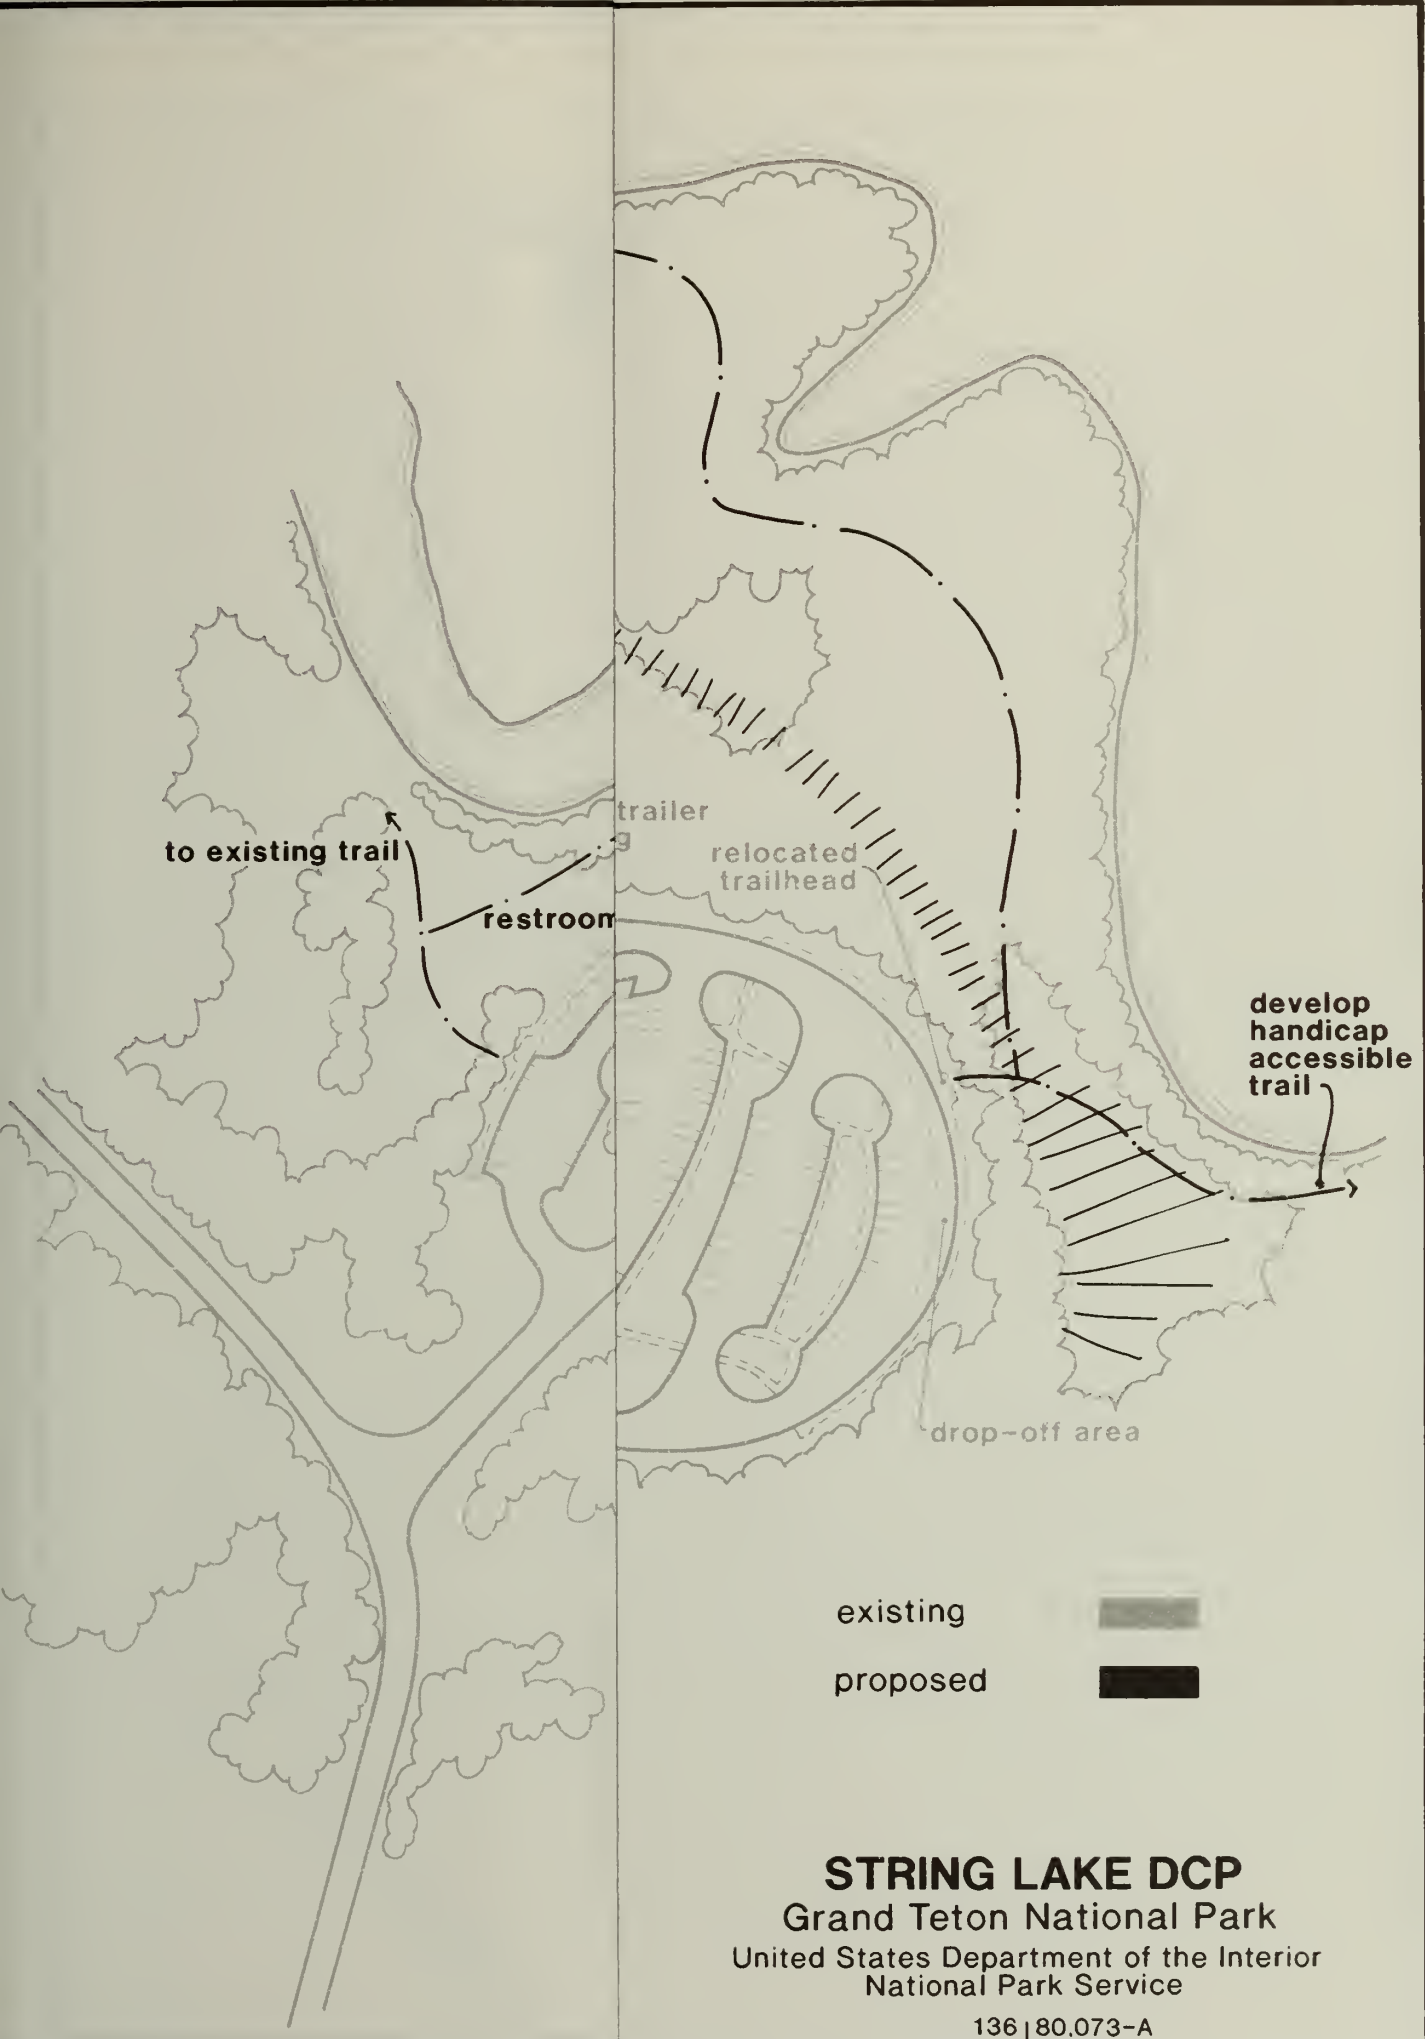 trailer
g
relocated
trailhead
to existing trail
restroom
develop
handicap
accessible
trail
drop-off area
existing
proposed
STRING LAKE DCP
Grand Teton National Park
United States Department of the Interior
National Park Service
136 | 80,073-A